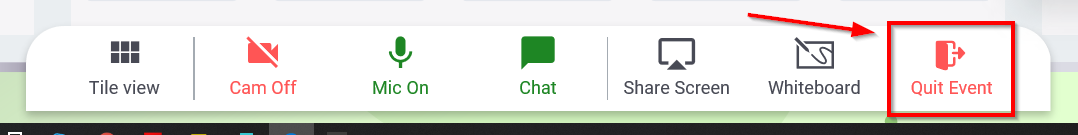 Tile view
Cam Off
Mic On
Chat
Share Screen
Whiteboard
Quit Event